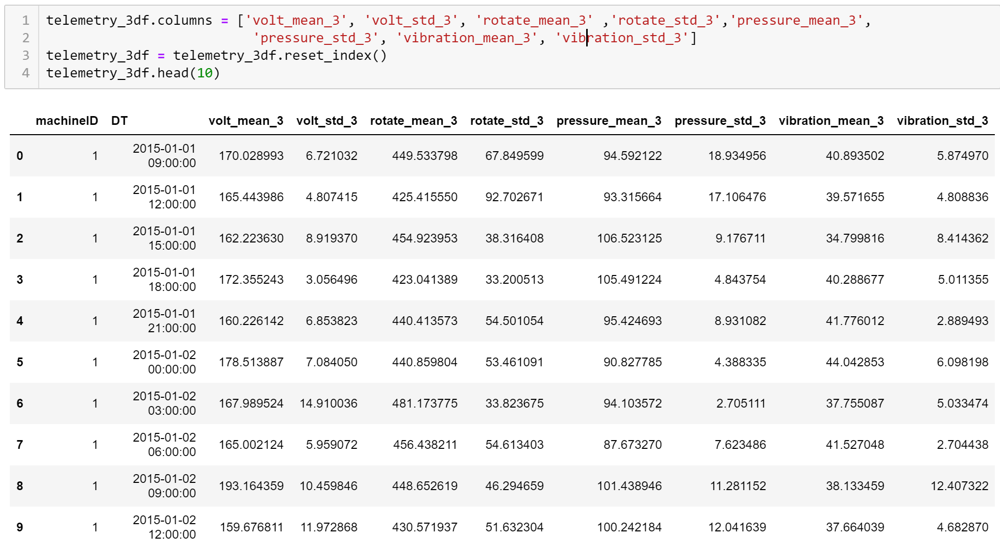 1 telemetry_3df.columns = ['volt_mean_3', 'volt_std_3', 'rotate_mean_3' ,'rotate_std_3','pressure_mean_3',
2 'pressure_std_3', 'vibration_mean_3', 'vibration_std_3']
3 telemetry_3df = telemetry_3df.reset_index()
4 telemetry_3df.head(10)
machineID DT volt_mean_3 volt_std_3 rotate_mean_3 rotate_std_3 pressure_mean_3 pressure_std_3 vibration_mean_3 vibration_std_3
0 1 2015-01-01 09:00:00 170.028993 6.721032 449.533798 67.849599 94.592122 18.934956 40.893502 5.874970
1 1 2015-01-01 12:00:00 165.443986 4.807415 425.415550 92.702671 93.315664 17.106476 39.571655 4.808836
2 1 2015-01-01 15:00:00 162.223630 8.919370 454.923953 38.316408 106.523125 9.176711 34.799816 8.414362
3 1 2015-01-01 18:00:00 172.355243 3.056496 423.041389 33.200513 105.491224 4.843754 40.288677 5.011355
4 1 2015-01-01 21:00:00 160.226142 6.853823 440.413573 54.501054 95.424693 8.931082 41.776012 2.889493
5 1 2015-01-02 00:00:00 178.513887 7.084050 440.859804 53.461091 90.827785 4.388335 44.042853 6.098198
6 1 2015-01-02 03:00:00 167.989524 14.910036 481.173775 33.823675 94.103572 2.705111 37.755087 5.033474
7 1 2015-01-02 06:00:00 165.002124 5.959072 456.438211 54.613403 87.673270 7.623486 41.527048 2.704438
8 1 2015-01-02 09:00:00 193.164359 10.459846 448.652619 46.294659 101.438946 11.281152 38.133459 12.407322
9 1 2015-01-02 12:00:00 159.676811 11.972868 430.571937 51.632304 100.242184 12.041639 37.664039 4.682870